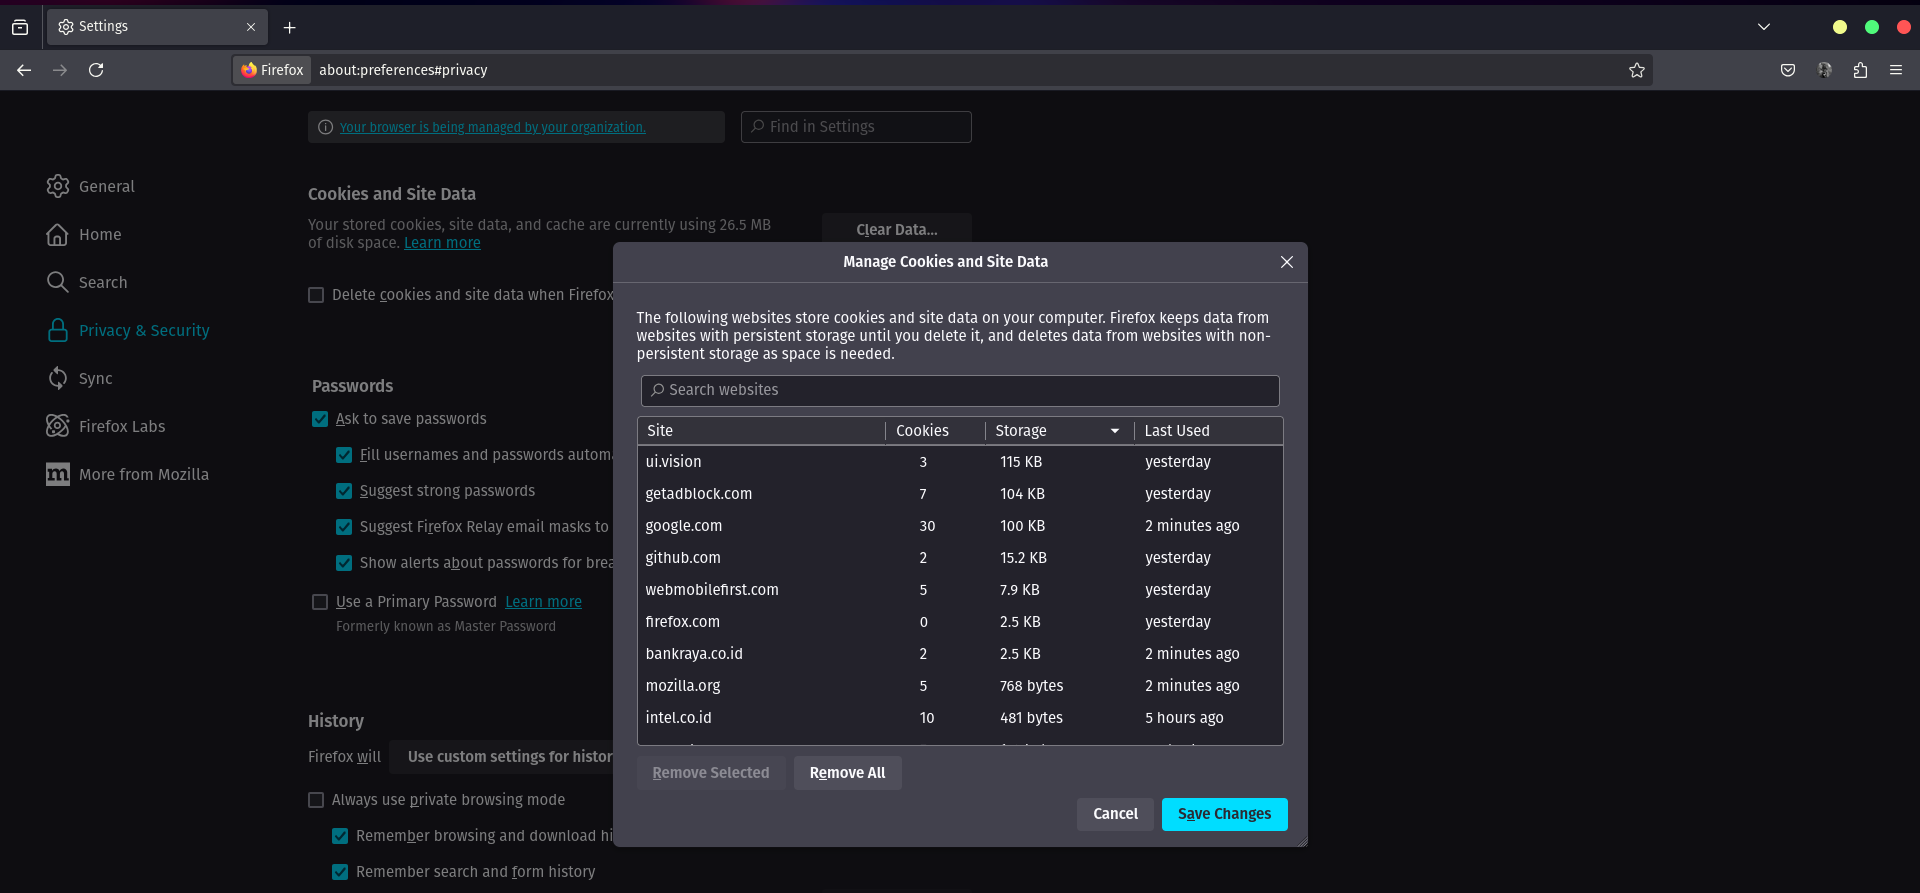 Settings
Firefox
about:preferences#privacy
Your browser is being managed by your organization.
Find in Settings
General
Home
Search
Privacy & Security
Sync
Firefox Labs
More from Mozilla
Cookies and Site Data
Your stored cookies, site data, and cache are currently using 26.5 MB
of disk space. Learn more
Clear Data...
Delete cookies and site data when Firefox
Passwords
Ask to save passwords
Fill usernames and passwords
Suggest strong passwords
Suggest Firefox Relay email masks to
Show alerts about passwords for
Use a Primary Password Learn more
Formerly known as Master Password
History
Firefox will
Use custom settings for
Always use private browsing mode
Remember browsing and download
Remember search and form history
Manage Cookies and Site Data
The following websites store cookies and site data on your computer. Firefox keeps data from
websites with persistent storage until you delete it, and deletes data from websites with non-
persistent storage as space is needed.
Search websites
Site Cookies Storage Last Used
ui.vision 3 115 KB yesterday
getadblock.com 7 104 KB yesterday
google.com 30 100 KB 2 minutes ago
github.com 2 15.2 KB yesterday
webmobilefirst.com 5 7.9 KB yesterday
firefox.com 0 2.5 KB yesterday
bankraya.co.id 2 2.5 KB 2 minutes ago
mozilla.org 5 768 bytes 2 minutes ago
intel.co.id 10 481 bytes 5 hours ago
Remove Selected
Remove All
Cancel
Save Changes